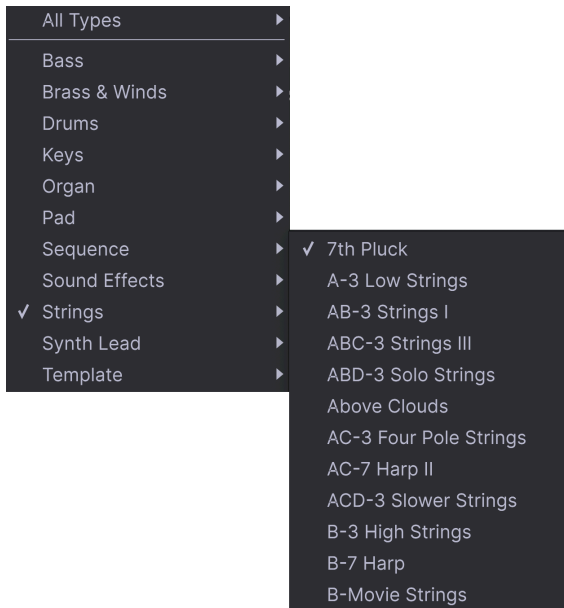 All Types
Bass
Brass & Winds
Drums
Keys
Organ
Pad
Sequence
Sound Effects
Strings
Synth Lead
Template
7th Pluck
A-3 Low Strings
AB-3 Strings I
ABC-3 Strings III
ABD-3 Solo Strings
Above Clouds
AC-3 Four Pole Strings
AC-7 Harp II
ACD-3 Slower Strings
B-3 High Strings
B-7 Harp
B-Movie Strings